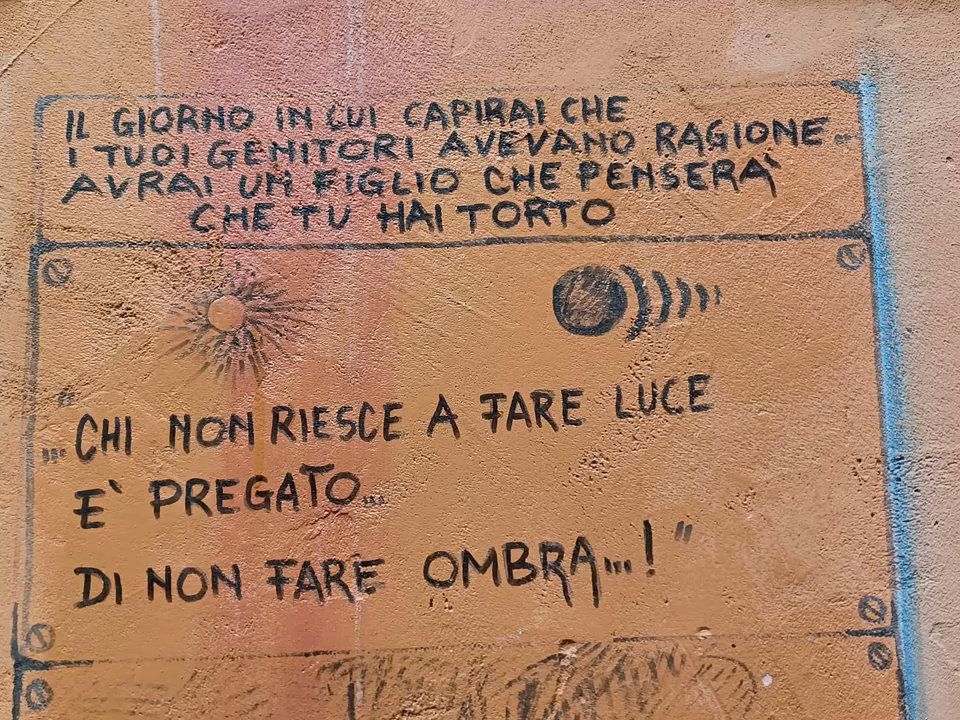 IL GIORNO IN CUI CAPIRAI CHE
I TUOI GENITORI AVEVANO RAGIONE...
AVRAI UN FIGLIO CHE PENSERÀ
CHE TU HAI TORTO
"...CHI NON RIESCE A FARE LUCE
E` PREGATO...
DI NON FARE OMBRA...!"